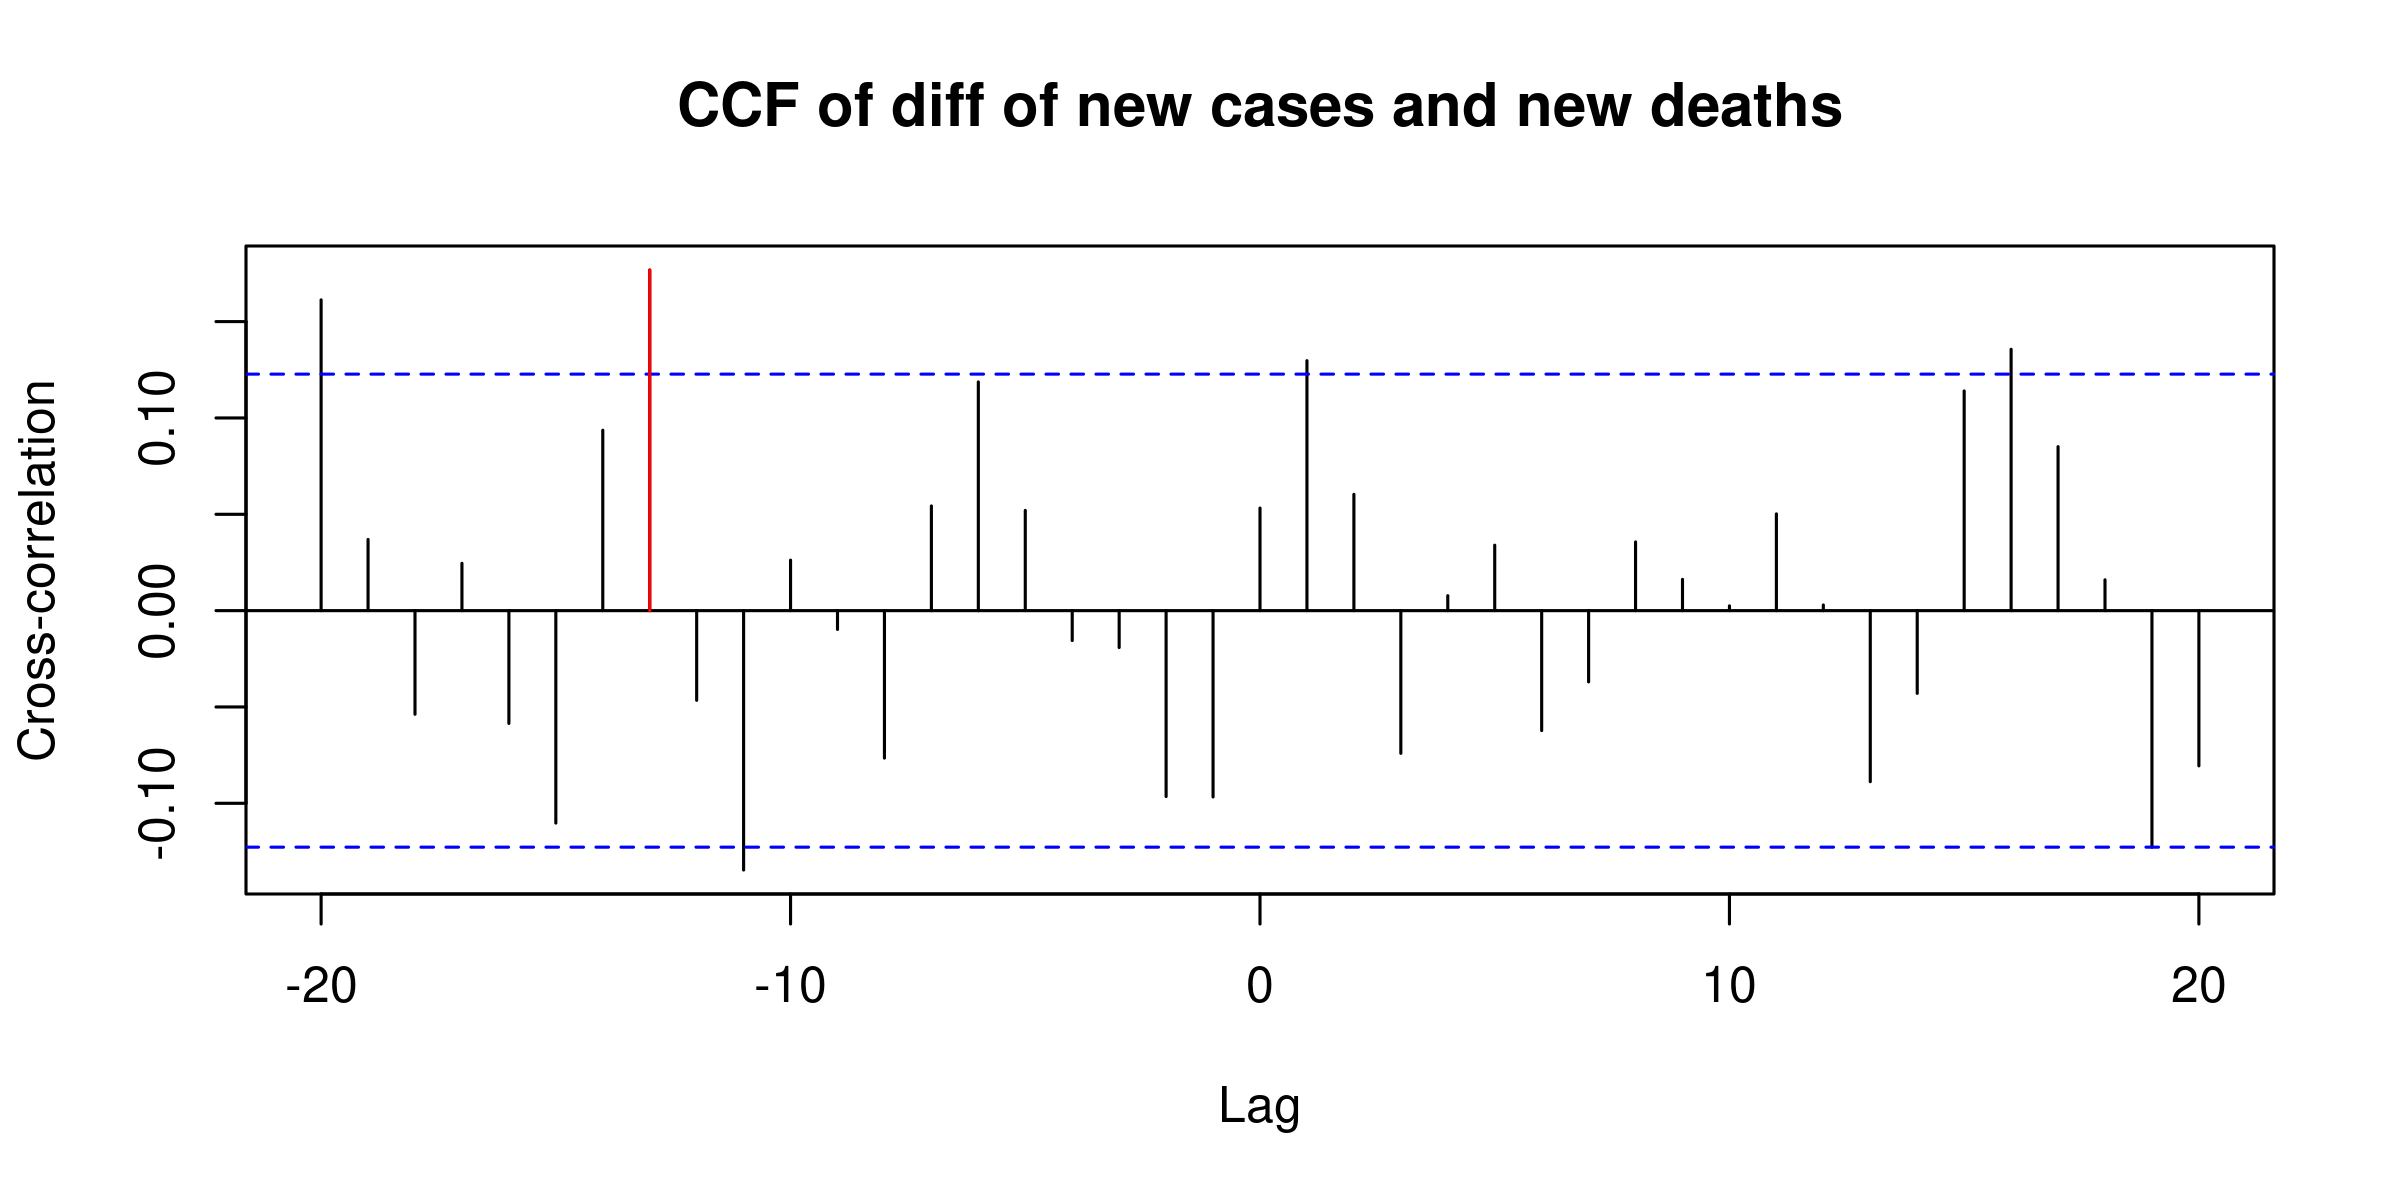 CCF of diff of new cases and new deaths
Cross-correlation
0.10
0.00
-0.10
-20 -10 0 10 20
Lag